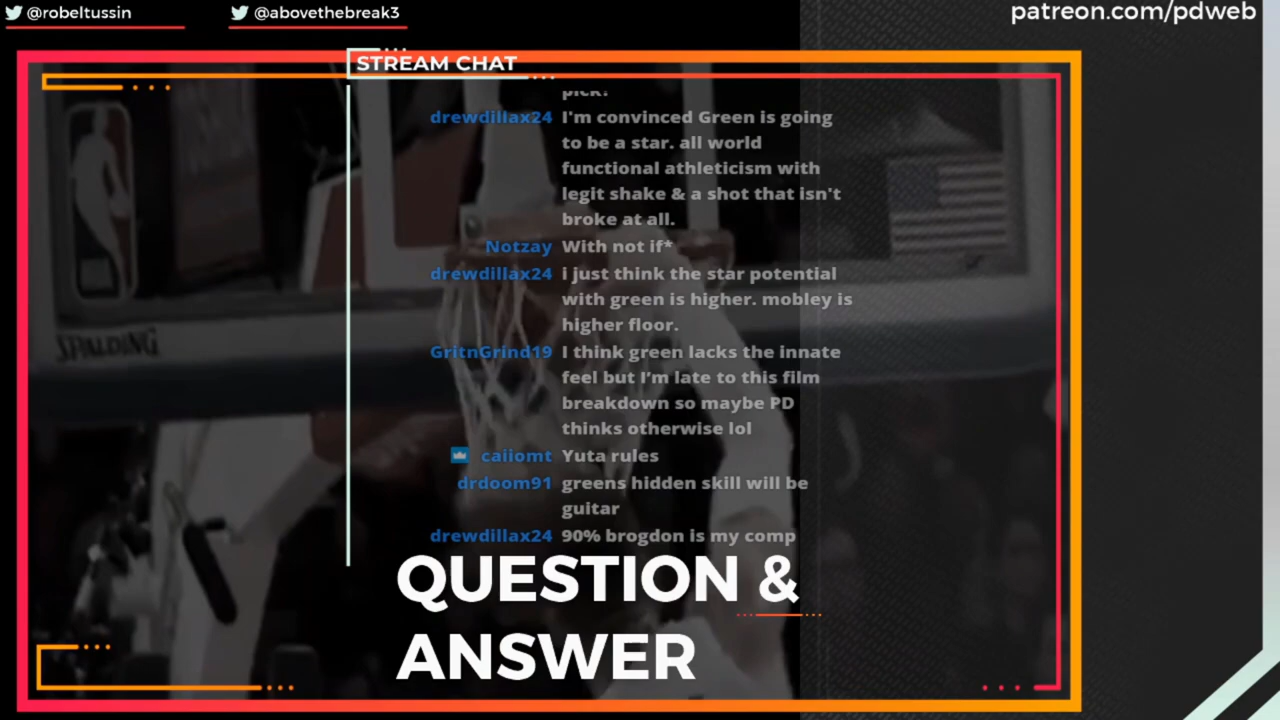 @robeltussin
@abovethebreak3
patreon.com/pdweb
STREAM CHAT
pick?
drewdillax24 I'm convinced Green is going
to be a star. all world
functional athleticism with
legit shake & a shot that isn't
broke at all.
Notzay With not if*
drewdillax24 i just think the star potential
with green is higher. mobley is
higher floor.
GritnGrind19 I think green lacks the innate
feel but I'm late to this film
breakdown so maybe PD
thinks otherwise lol
caiiomt Yuta rules
drdoom91 greens hidden skill will be
guitar
drewdillax24 90% brogdon is my comp
SPALDING
QUESTION &
ANSWER